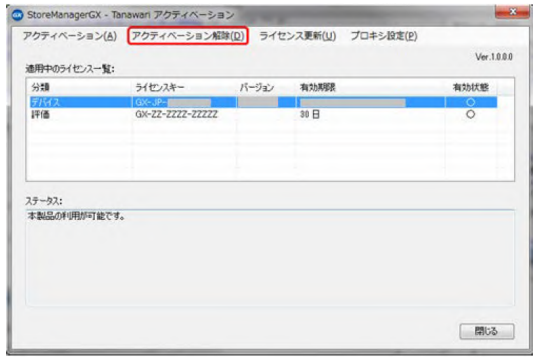 StoreManagerGX - Tanawari アクティベーション
アクティベーション(A) アクティベーション解除(D) ライセンス更新(U) プロキシ設定(P)
Ver.1.0.0.0
適用中のライセンス一覧:
分類 ライセンスキー バージョン 有効期限 有効状態
デバイス GX-JP- ○
評価 GX-ZZ-ZZZZ-ZZZZZ 30 日 ○
ステータス:
本製品の利用が可能です。
閉じる